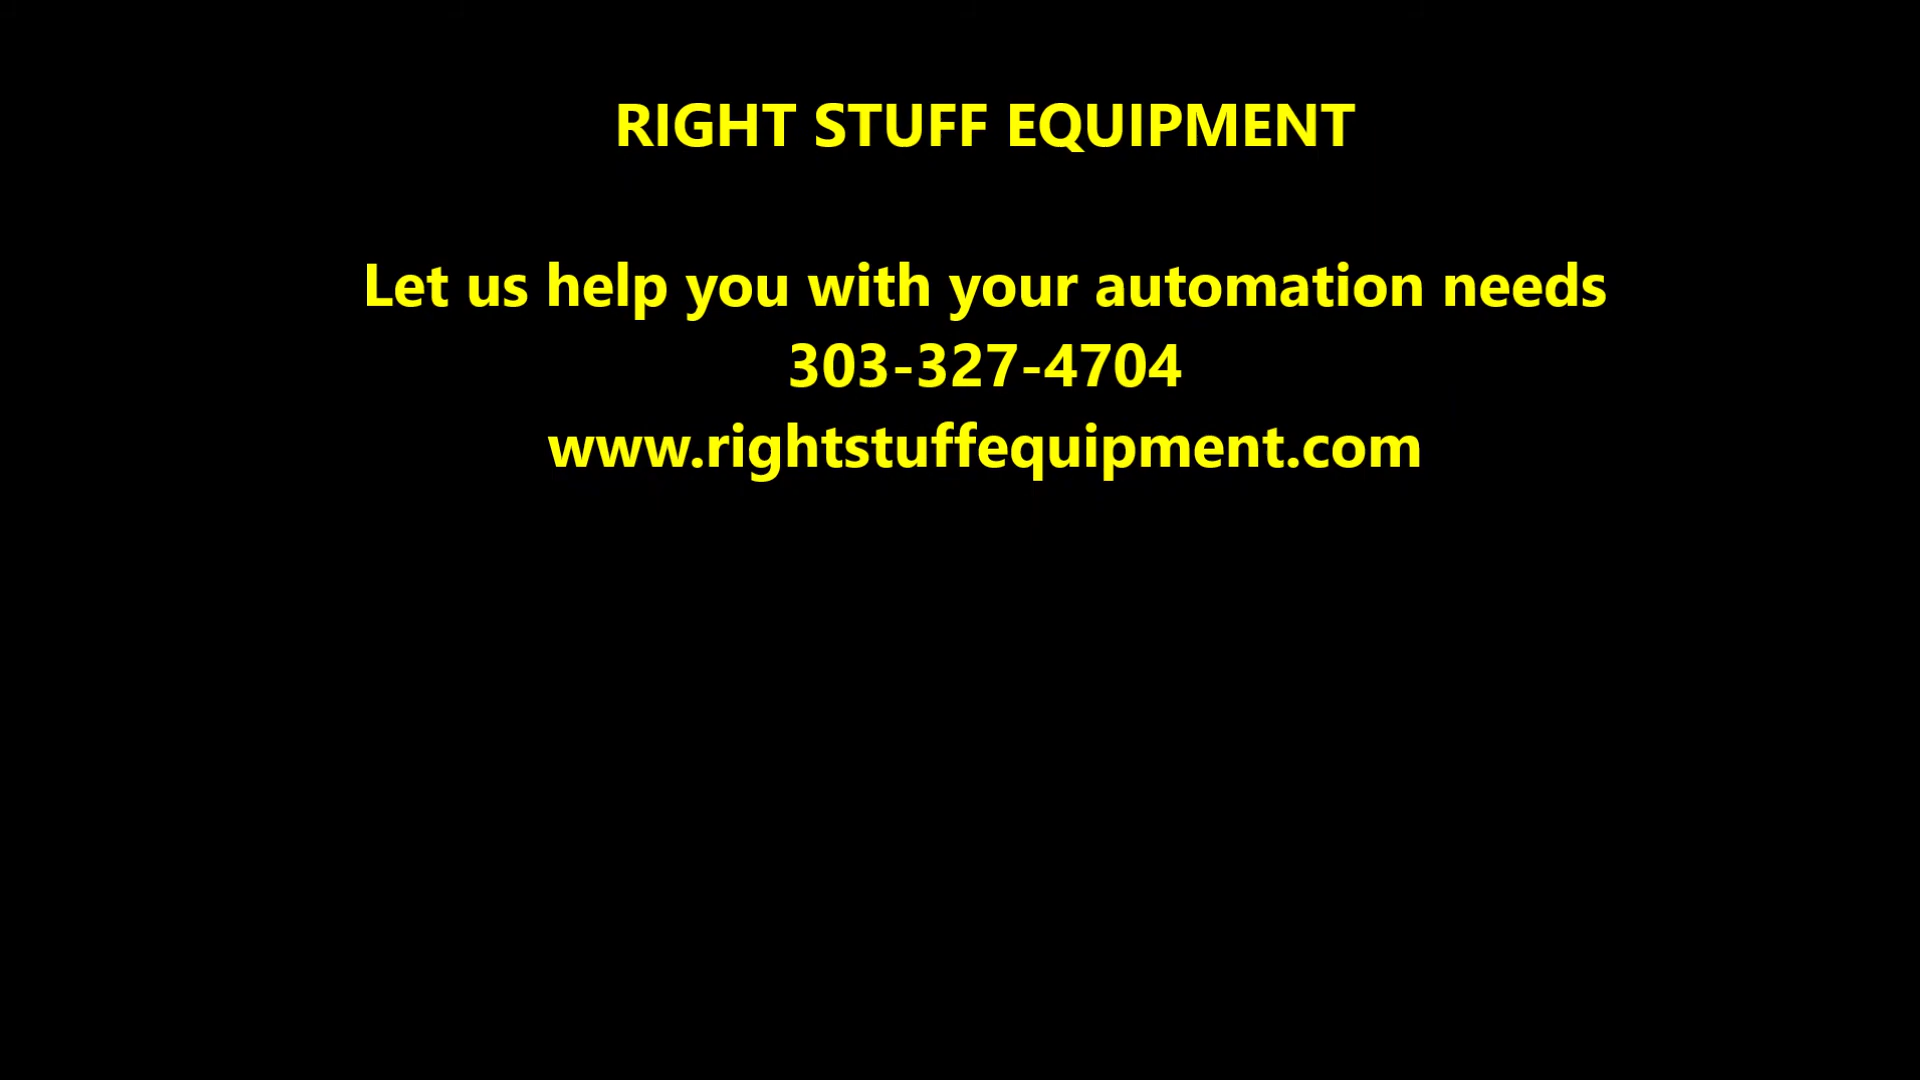 RIGHT STUFF EQUIPMENT
Let us help you with your automation needs
303-327-4704
www.rightstuffequipment.com